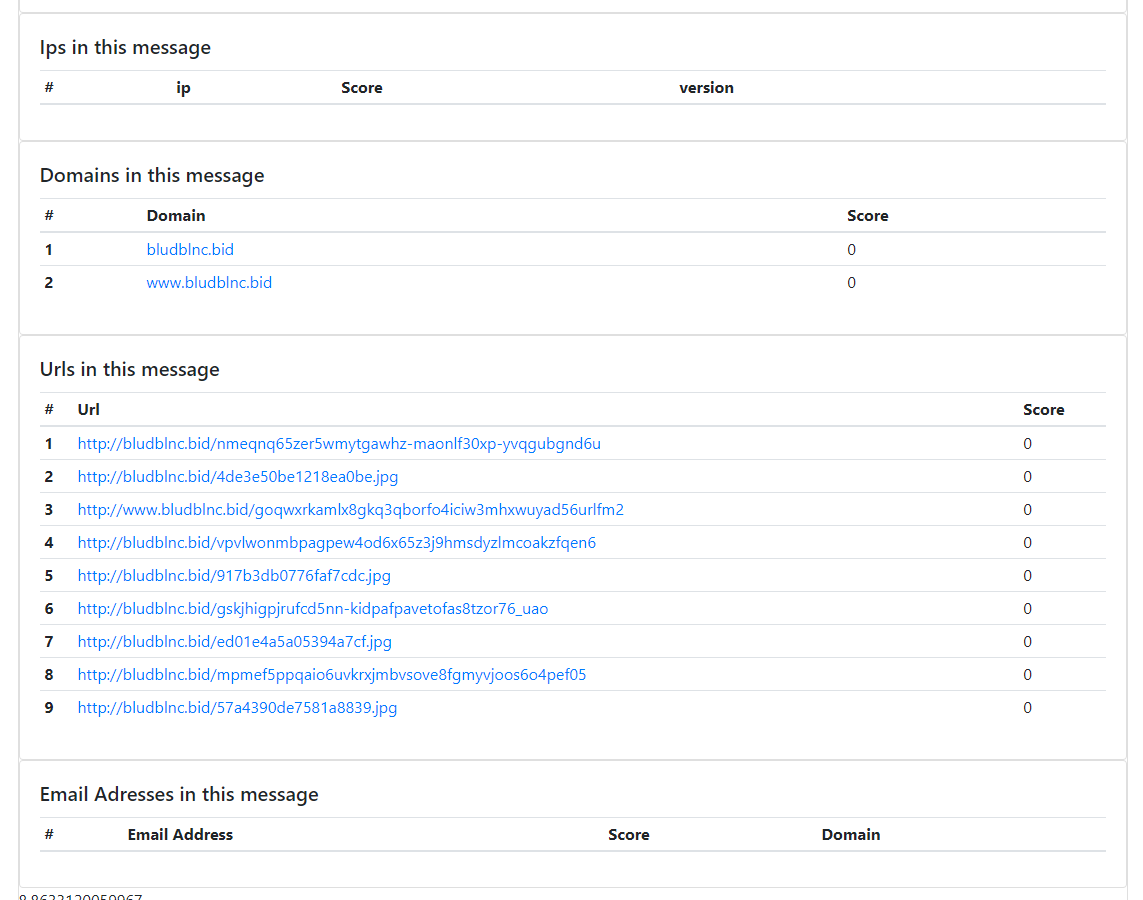 Ips in this message
# ip Score version
Domains in this message
# Domain Score
1 bludblnc.bid 0
2 www.bludblnc.bid 0
Urls in this message
# Url Score
1 http://bludblnc.bid/nmeqnq65zer5wmytgawhz-maonlf30xp-yvqgubgnd6u 0
2 http://bludblnc.bid/4de3e50be1218ea0be.jpg 0
3 http://www.bludblnc.bid/goqwxrkamlx8gkq3qborfo4iciw3mhxwuyad56urlfm2 0
4 http://bludblnc.bid/vpvlwonmbpagpew4od6x65z3j9hmsdyzlmcoakzfqen6 0
5 http://bludblnc.bid/917b3db0776faf7cdc.jpg 0
6 http://bludblnc.bid/gskjhigpjrufcd5nn-kidpafpavetofas8tzor76_uao 0
7 http://bludblnc.bid/ed01e4a5a05394a7cf.jpg 0
8 http://bludblnc.bid/mpmef5ppqaio6uvkrxjmbvsove8fgmyvjoos6o4pef05 0
9 http://bludblnc.bid/57a4390de7581a8839.jpg 0
Email Adresses in this message
# Email Address Score Domain